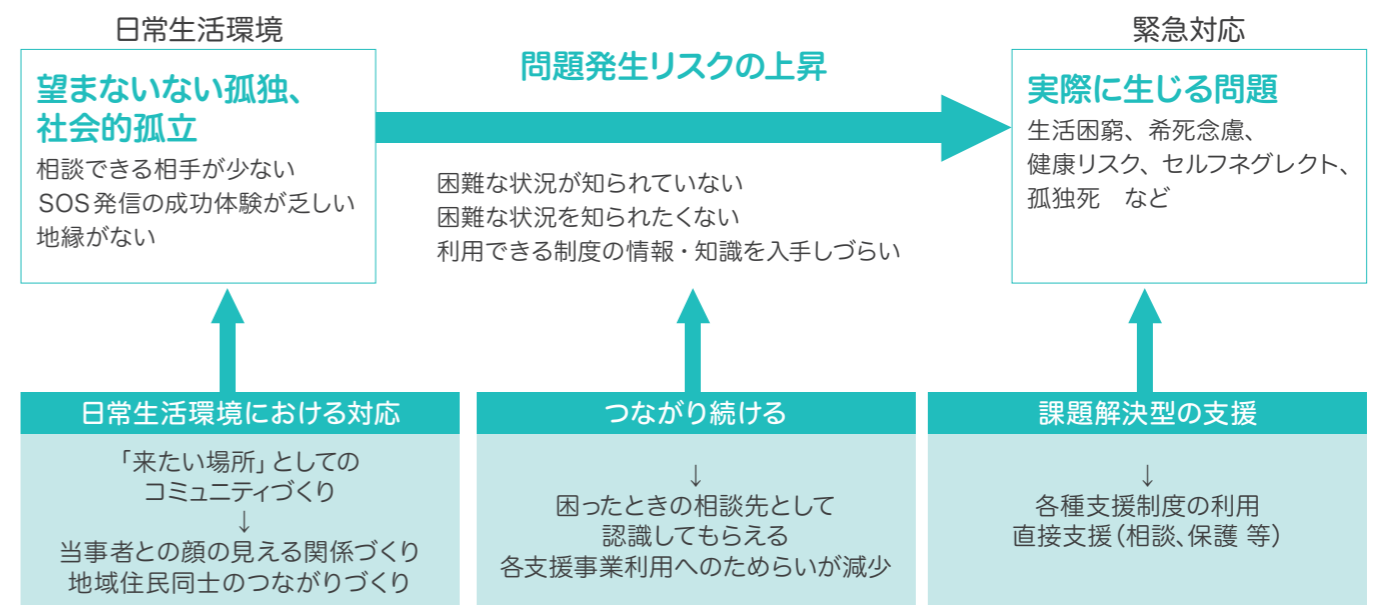 日常生活環境
望まないない孤独、
社会的孤立
相談できる相手が少ない
SOS発信の成功体験が乏しい
地縁がない
問題発生リスクの上昇
困難な状況が知られていない
困難な状況を知られたくない
利用できる制度の情報・知識を入手しづらい
緊急対応
実際に生じる問題
生活困窮、希死念慮、
健康リスク、セルフネグレクト、
孤独死　など
日常生活環境における対応
「来たい場所」としての
コミュニティづくり
↓
当事者との顔の見える関係づくり
地域住民同士のつながりづくり
つながり続ける
↓
困ったときの相談先として
認識してもらえる
各支援事業利用へのためらいが減少
課題解決型の支援
↓
各種支援制度の利用
直接支援(相談、保護 等)